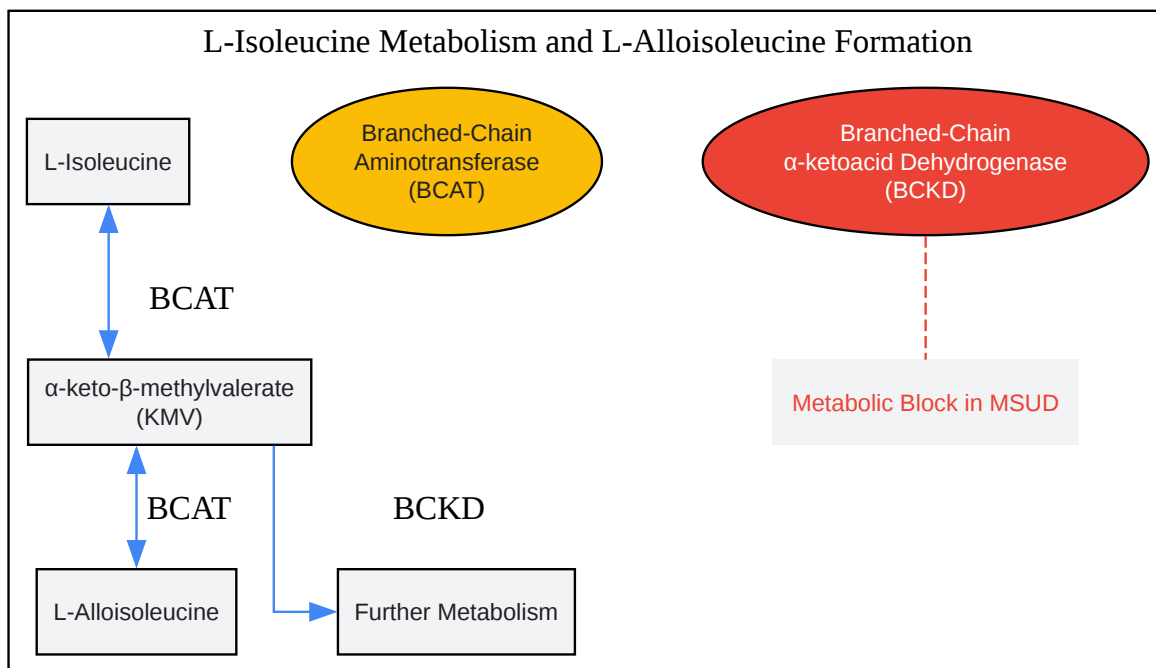 L-Isoleucine Metabolism and L-Alloisoleucine Formation
L-Isoleucine
Branched-Chain
Aminotransferase
(BCAT)
Branched-Chain
α-ketoacid Dehydrogenase
(BCKD)
BCAT
α-keto-β-methylvalerate
(KMV)
Metabolic Block in MSUD
BCAT
BCKD
L-Alloisoleucine
Further Metabolism